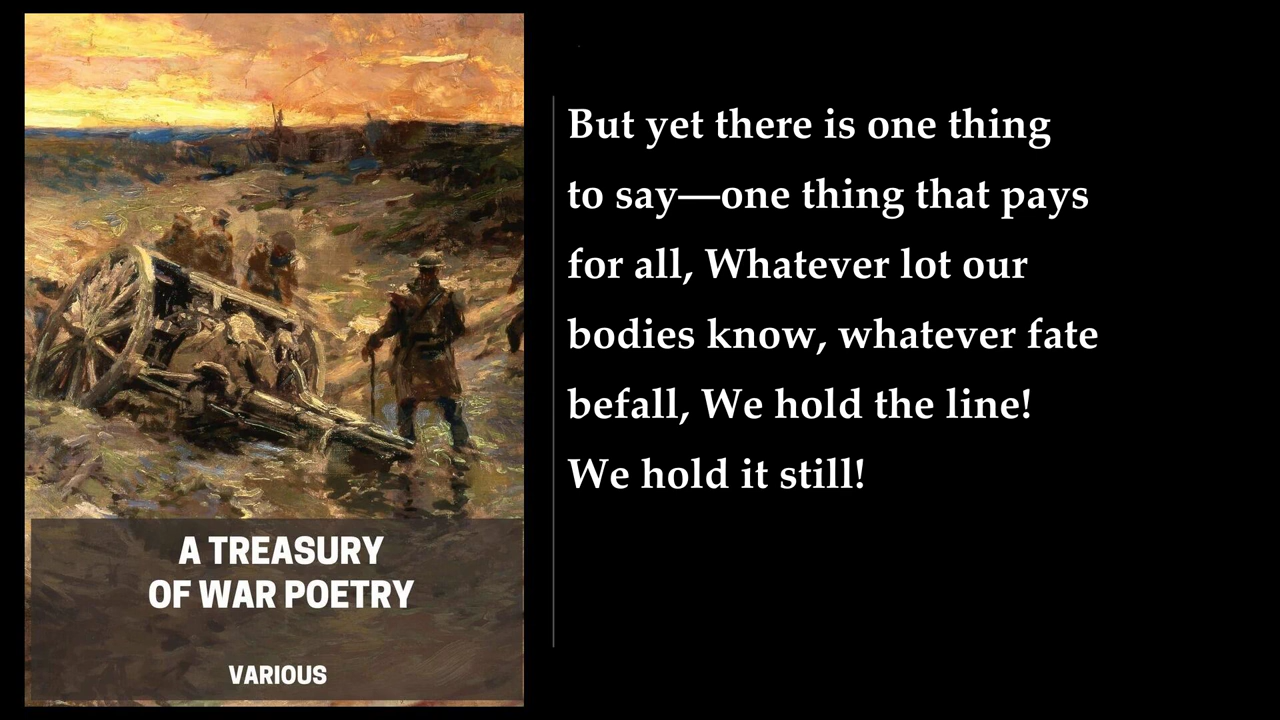 But yet there is one thing
to say—one thing that pays
for all, Whatever lot our
bodies know, whatever fate
befall, We hold the line!
We hold it still!
A TREASURY
OF WAR POETRY
VARIOUS